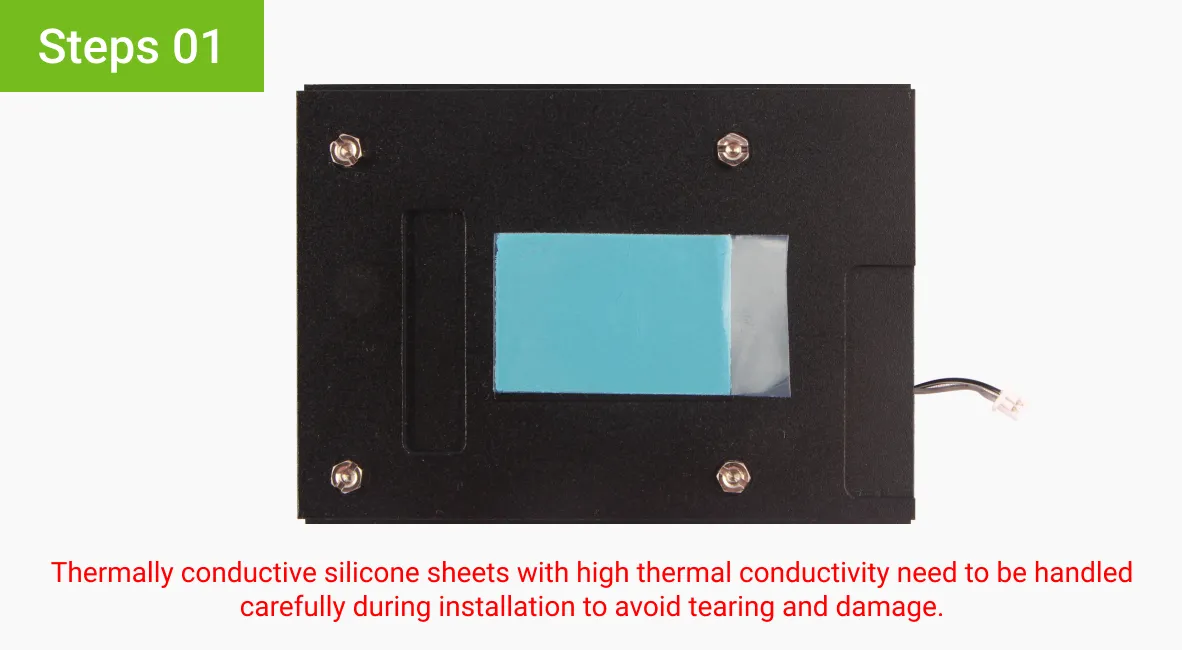 Steps 01
Thermally conductive silicone sheets with high thermal conductivity need to be handled
carefully during installation to avoid tearing and damage.